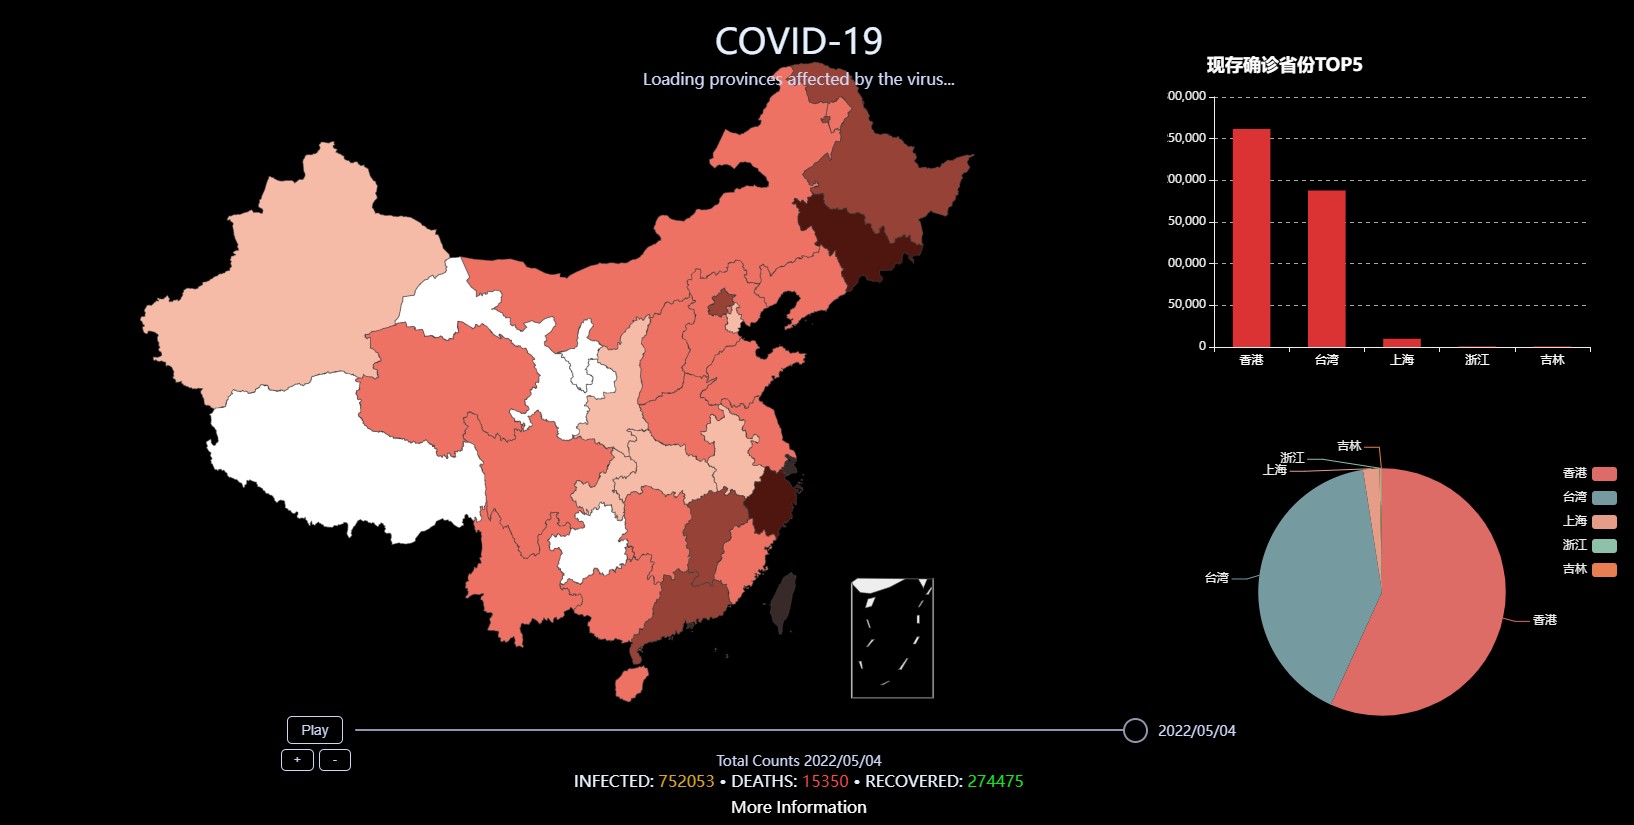 COVID-19
Loading provinces affected by the virus...
现存确诊省份TOP5
00,000
50,000
00,000
50,000
00,000
50,000
0
香港
台湾
上海
浙江
吉林
吉林
浙江
上海
台湾
香港
香港
台湾
上海
浙江
吉林
Play
2022/05/04
+
-
Total Counts 2022/05/04
INFECTED: 752053 • DEATHS: 15350 • RECOVERED: 274475
More Information